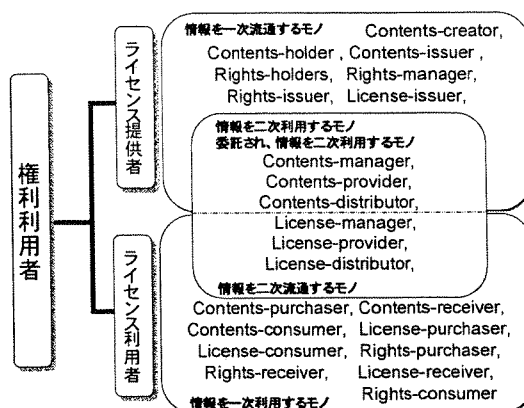 権利利用者
ライセンス提供者
情報を一次流通するモノ Contents-creator,
Contents-holder , Contents-issuer ,
Rights-holders, Rights-manager,
Rights-issuer, License-issuer,
情報を二次利用するモノ
委託され、情報を二次利用するモノ
Contents-manager,
Contents-provider,
Contents-distributor,
License-manager,
License-provider,
License-distributor,
情報を二次流通するモノ
ライセンス利用者
Contents-purchaser, Contents-receiver,
Contents-consumer, License-purchaser,
License-consumer, Rights-purchaser,
Rights-receiver, License-receiver,
Rights-consumer
情報を一次利用するモノ